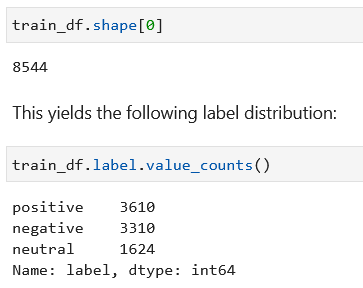 train_df.shape[0]
8544
This yields the following label distribution:
train_df.label.value_counts()
positive    3610
negative    3310
neutral     1624
Name: label, dtype: int64